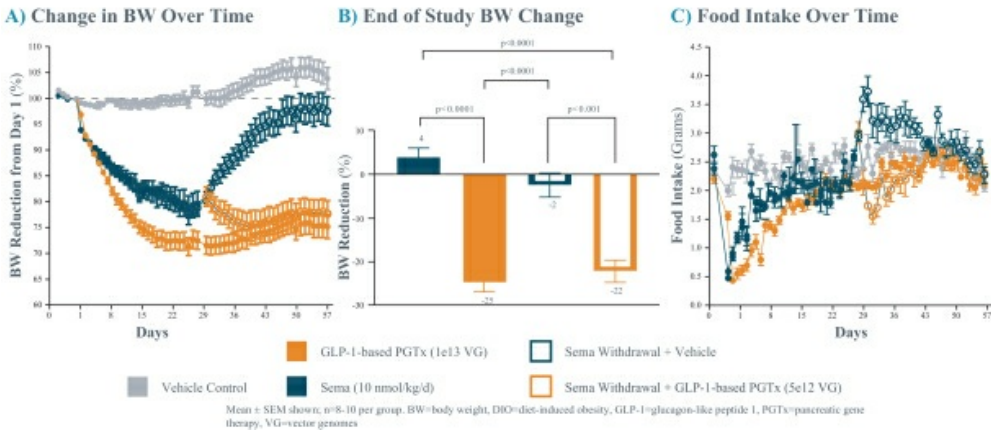 A) Change in BW Over Time
B) End of Study BW Change
C) Food Intake Over Time
BW Reduction from Day 1 (%)
110
105
100
95
90
85
80
75
70
65
60
0 8 1 8 15 22 29 36 43 50 57
Days
BW Reduction (%)
p<0.0001
p<0.0001
p<0.0001
p<0.001
10
0
-10
-20
-30
4
-25
-2
-22
Food Intake (Grams)
4.5
4.0
3.5
3.0
2.5
2.0
1.5
1.0
0.5
0.0
0 1 8 15 22 29 36 43 50 57
Days
GLP-1-based PGTx (1e13 VG)
Sema Withdrawal + Vehicle
Vehicle Control
Sema (10 nmol/kg/d)
Sema Withdrawal + GLP-1-based PGTx (5e12 VG)
Mean ± SEM shown; n=8-10 per group. BW=body weight, DIO=diet-induced obesity, GLP-1=glucagon-like peptide 1, PGTx=pancreatic gene
therapy, VG=vector genomes